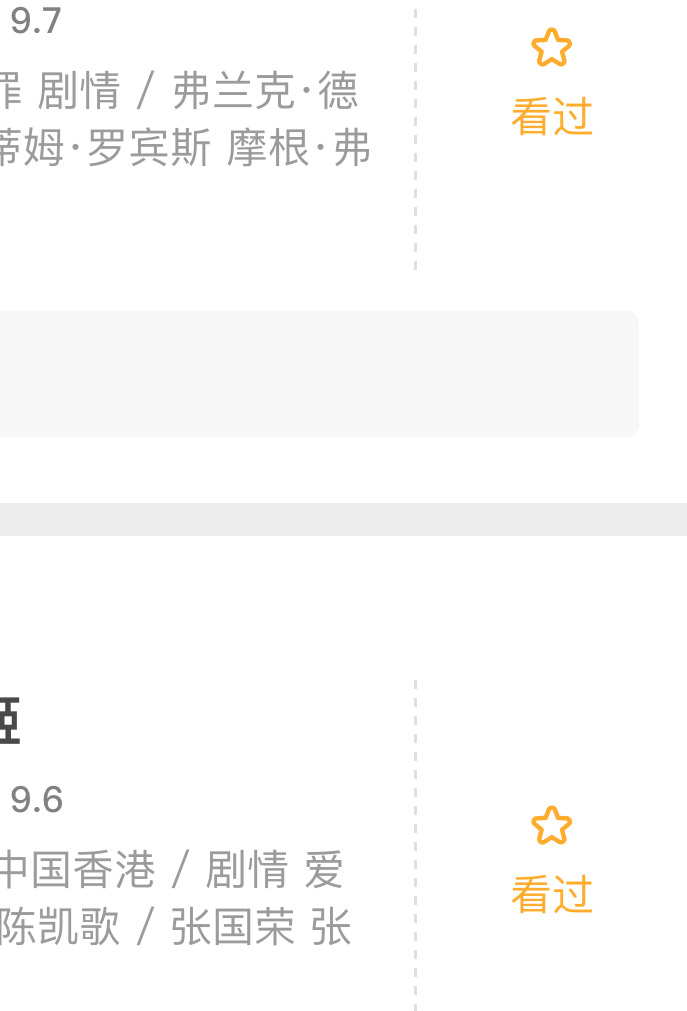 9.7
罪 剧情 / 弗兰克·德
蒂姆·罗宾斯 摩根·弗
看过
姬
9.6
中国香港 / 剧情 爱
陈凯歌 / 张国荣 张
看过